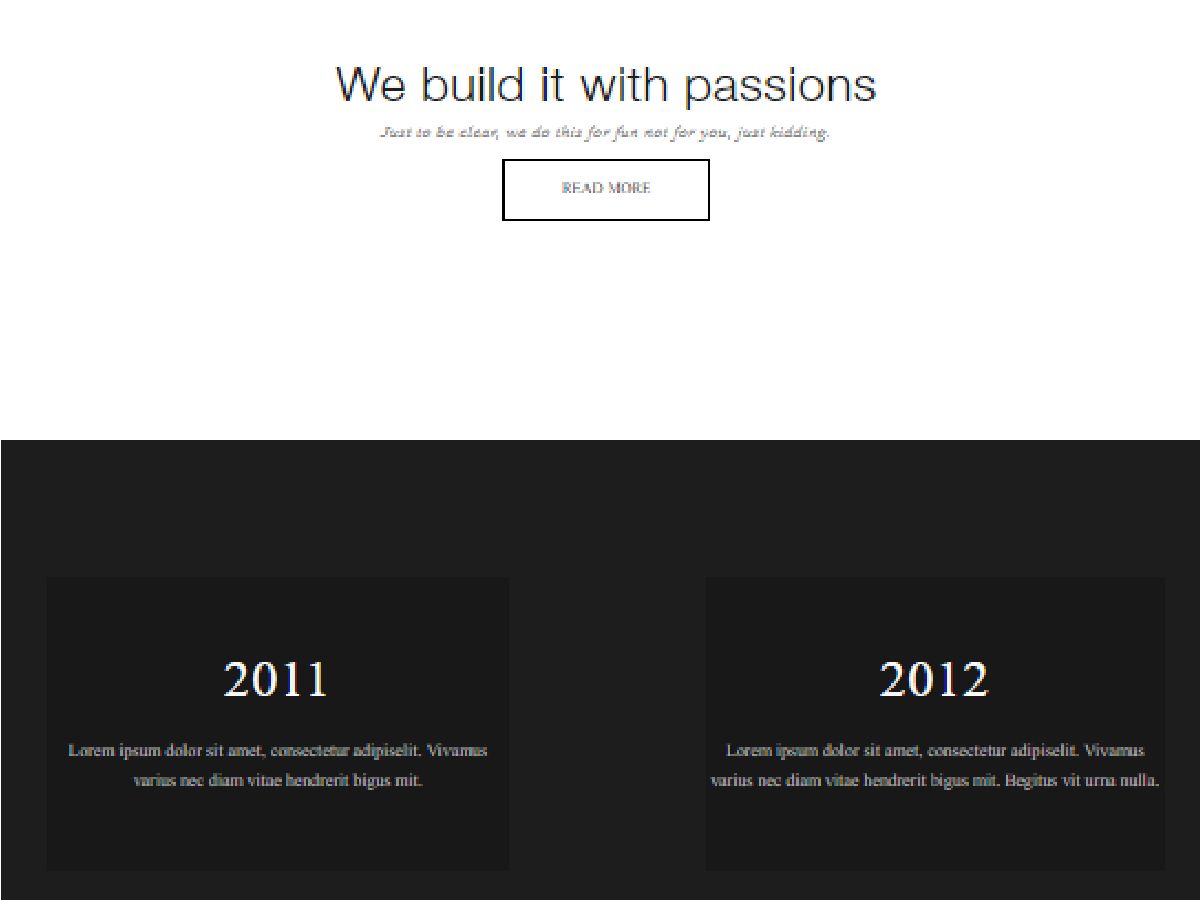 We build it with passions
Just to be clear, we do this for fun not for you, just kidding.
READ MORE
2011
Lorem ipsum dolor sit amet, consectetur adipiselit. Vivamus
varius nec diam vitae hendrerit bigus mit.
2012
Lorem ipsum dolor sit amet, consectetur adipiselit. Vivamus
varius nec diam vitae hendrerit bigus mit. Begitus vit urna nulla.